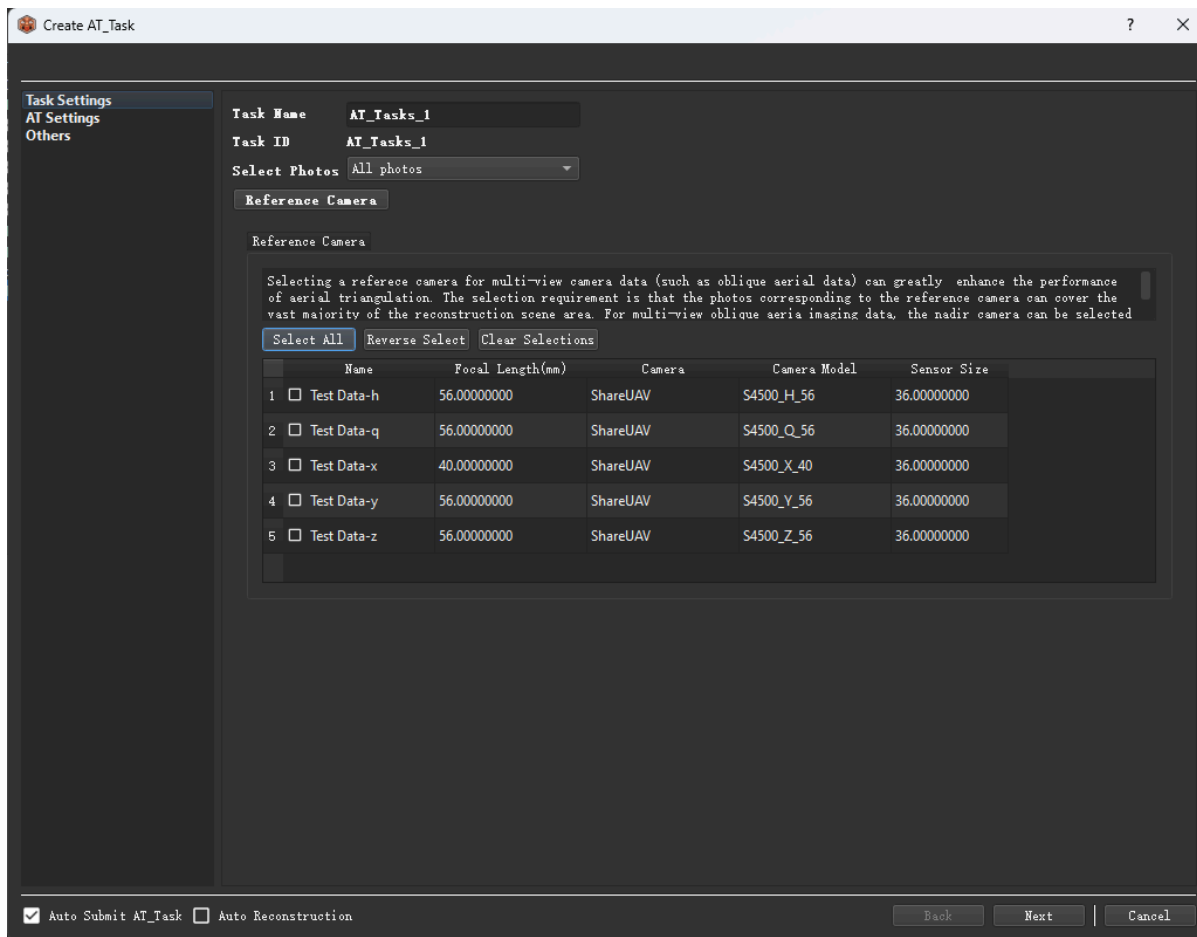 Create AT_Task
?
Task Settings
AT Settings
Others
Task Name AT_Tasks_1
Task ID AT_Tasks_1
Select Photos All photos
Reference Camera
Reference Camera
Selecting a referece camera for multi-view camera data (such as oblique aerial data) can greatly enhance the performance
of aerial triangulation. The selection requirement is that the photos corresponding to the reference camera can cover the
vast majority of the reconstruction scene area. For multi-view oblique aeria imaging data, the nadir camera can be selected
Select All Reverse Select Clear Selections
Name Focal Length(mm) Camera Camera Model Sensor Size
1 Test Data-h 56.00000000 ShareUAV S4500_H_56 36.00000000
2 Test Data-q 56.00000000 ShareUAV S4500_Q_56 36.00000000
3 Test Data-x 40.00000000 ShareUAV S4500_X_40 36.00000000
4 Test Data-y 56.00000000 ShareUAV S4500_Y_56 36.00000000
5 Test Data-z 56.00000000 ShareUAV S4500_Z_56 36.00000000
Auto Submit AT_Task Auto Reconstruction Back Next Cancel